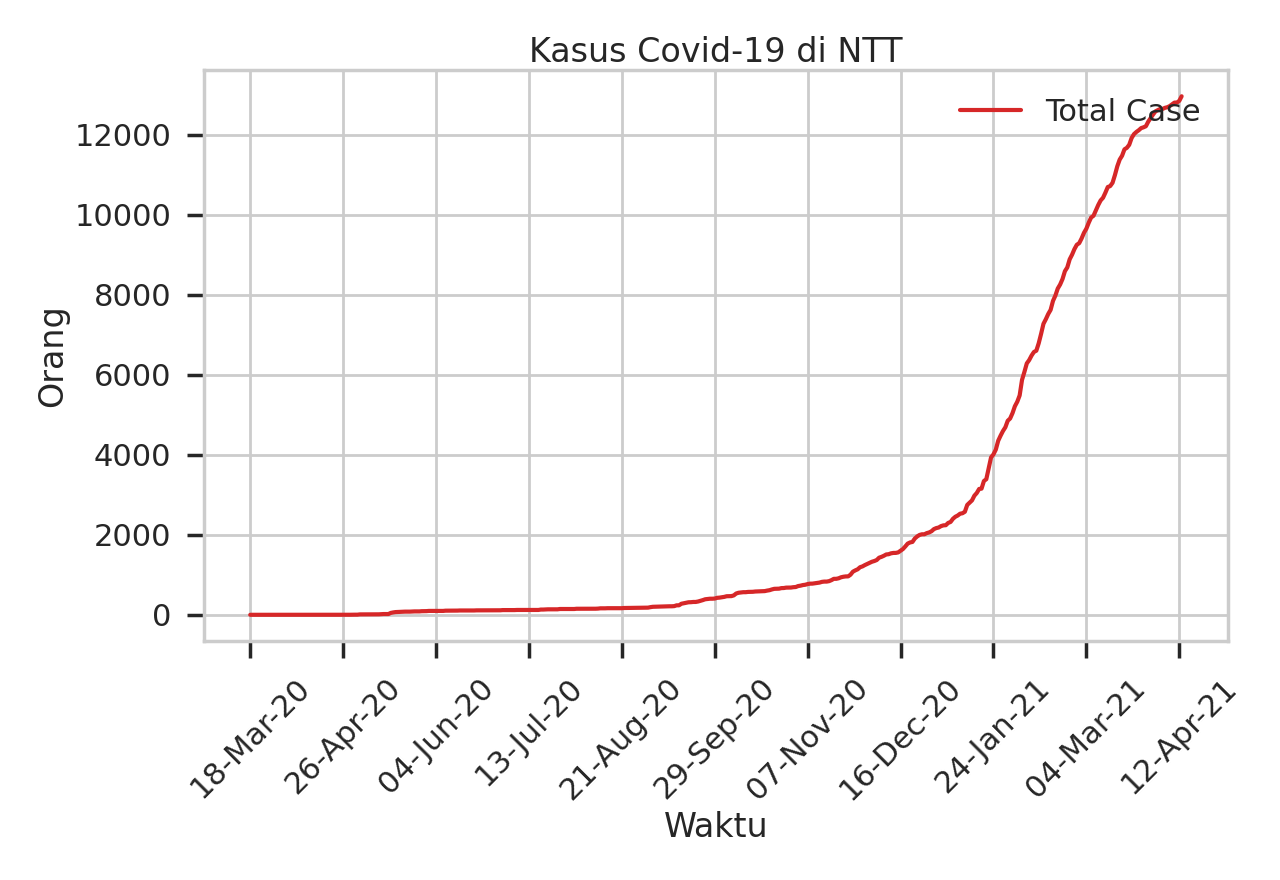 Kasus Covid-19 di NTT
Total Case
12000
10000
8000
6000
4000
2000
0
Orang
18-Mar-20
26-Apr-20
04-Jun-20
13-Jul-20
21-Aug-20
29-Sep-20
07-Nov-20
16-Dec-20
24-Jan-21
04-Mar-21
12-Apr-21
Waktu